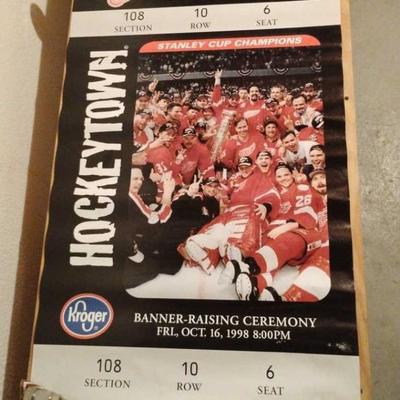 108 10 6
SECTION ROW SEAT
STANLEY CUP CHAMPIONS
HOCKEYTOWN®
26
Kroger
BANNER-RAISING CEREMONY
FRI., OCT. 16, 1998 8:00PM
108 10 6
SECTION ROW SEAT